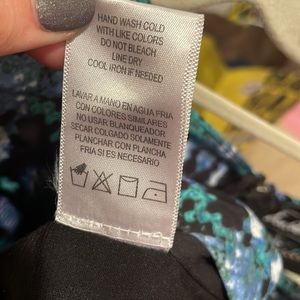 HAND WASH COLD
WITH LIKE COLORS
DO NOT BLEACH
LINE DRY
COOL IRON IF NEEDED
LAVAR A MANO EN AGUA FRIA
CON COLORES SIMILARES
NO USAR BLANQUEADOR
SECAR COLGADO SOLAMENTE
PLANCHAR CON PLANCHA
FRIA SI ES NECESARIO